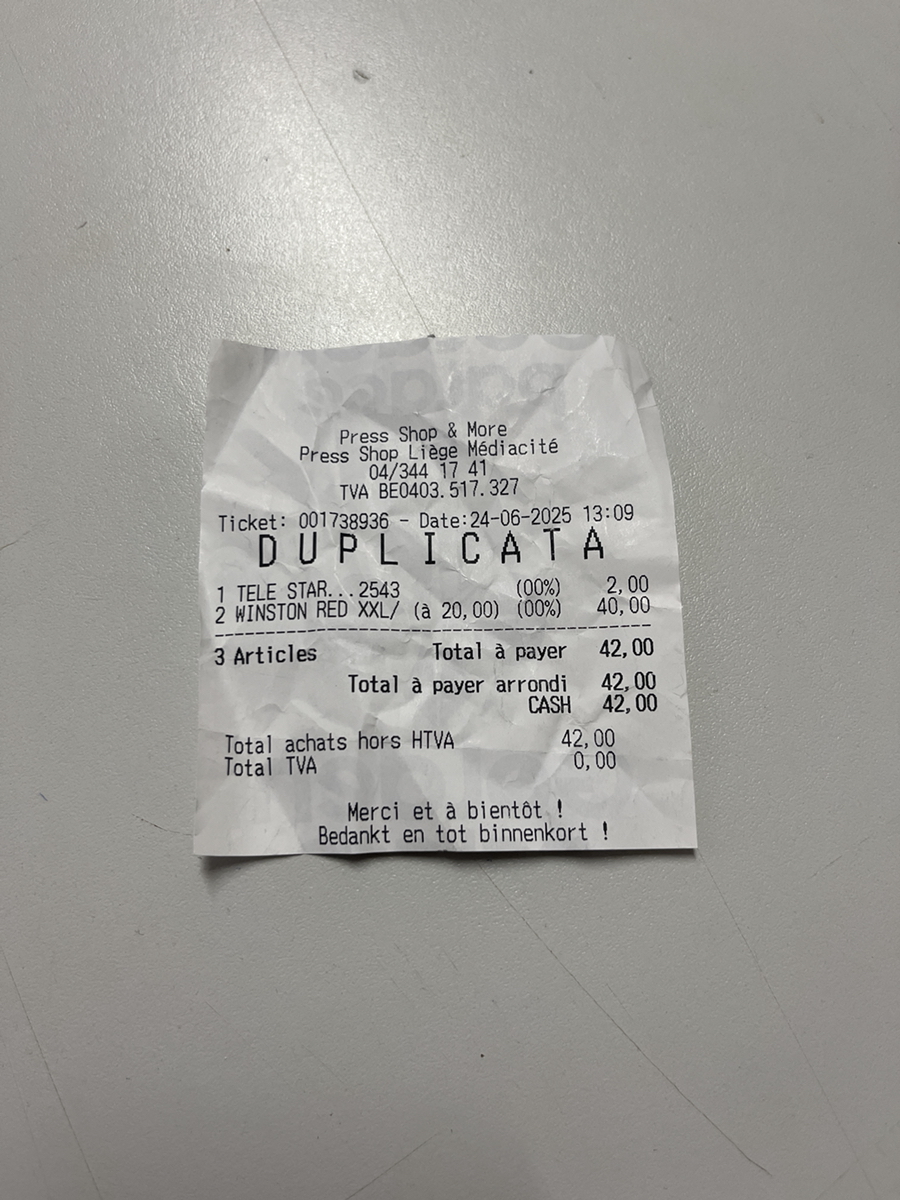 Press Shop & More
Press Shop Liège Médiacité
04/344 17 41
TVA BE0403.517.327
Ticket: 001738936 - Date:24-06-2025 13:09
DUPLICATA
1 TELE STAR...2543 (00%) 2,00
2 WINSTON RED XXL/ (à 20,00) (00%) 40,00
3 Articles Total à payer 42,00
Total à payer arrondi 42,00
CASH 42,00
Total achats hors HTVA 42,00
Total TVA 0,00
Merci et à bientôt !
Bedankt en tot binnenkort !